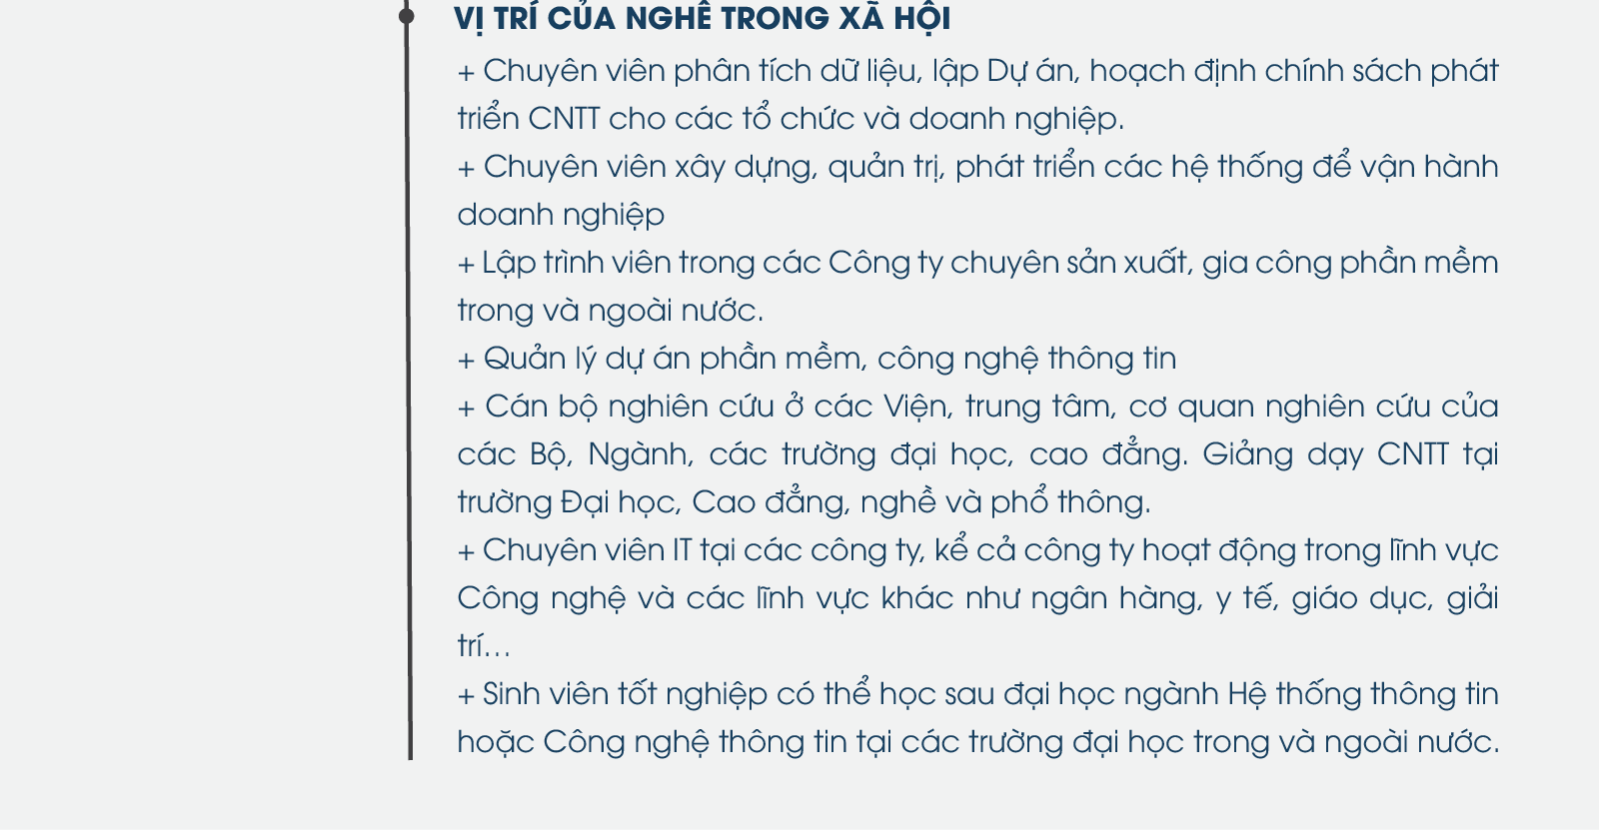 VỊ TRÍ CỦA NGHỀ TRONG XÃ HỘI
+ Chuyên viên phân tích dữ liệu, lập Dự án, hoạch định chính sách phát
triển CNTT cho các tổ chức và doanh nghiệp.
+ Chuyên viên xây dựng, quản trị, phát triển các hệ thống để vận hành
doanh nghiệp
+ Lập trình viên trong các Công ty chuyên sản xuất, gia công phần mềm
trong và ngoài nước.
+ Quản lý dự án phần mềm, công nghệ thông tin
+ Cán bộ nghiên cứu ở các Viện, trung tâm, cơ quan nghiên cứu của
các Bộ, Ngành, các trường đại học, cao đẳng. Giảng dạy CNTT tại
trường Đại học, Cao đẳng, nghề và phổ thông.
+ Chuyên viên IT tại các công ty, kể cả công ty hoạt động trong lĩnh vực
Công nghệ và các lĩnh vực khác như ngân hàng, y tế, giáo dục, giải
trí...
+ Sinh viên tốt nghiệp có thể học sau đại học ngành Hệ thống thông tin
hoặc Công nghệ thông tin tại các trường đại học trong và ngoài nước.